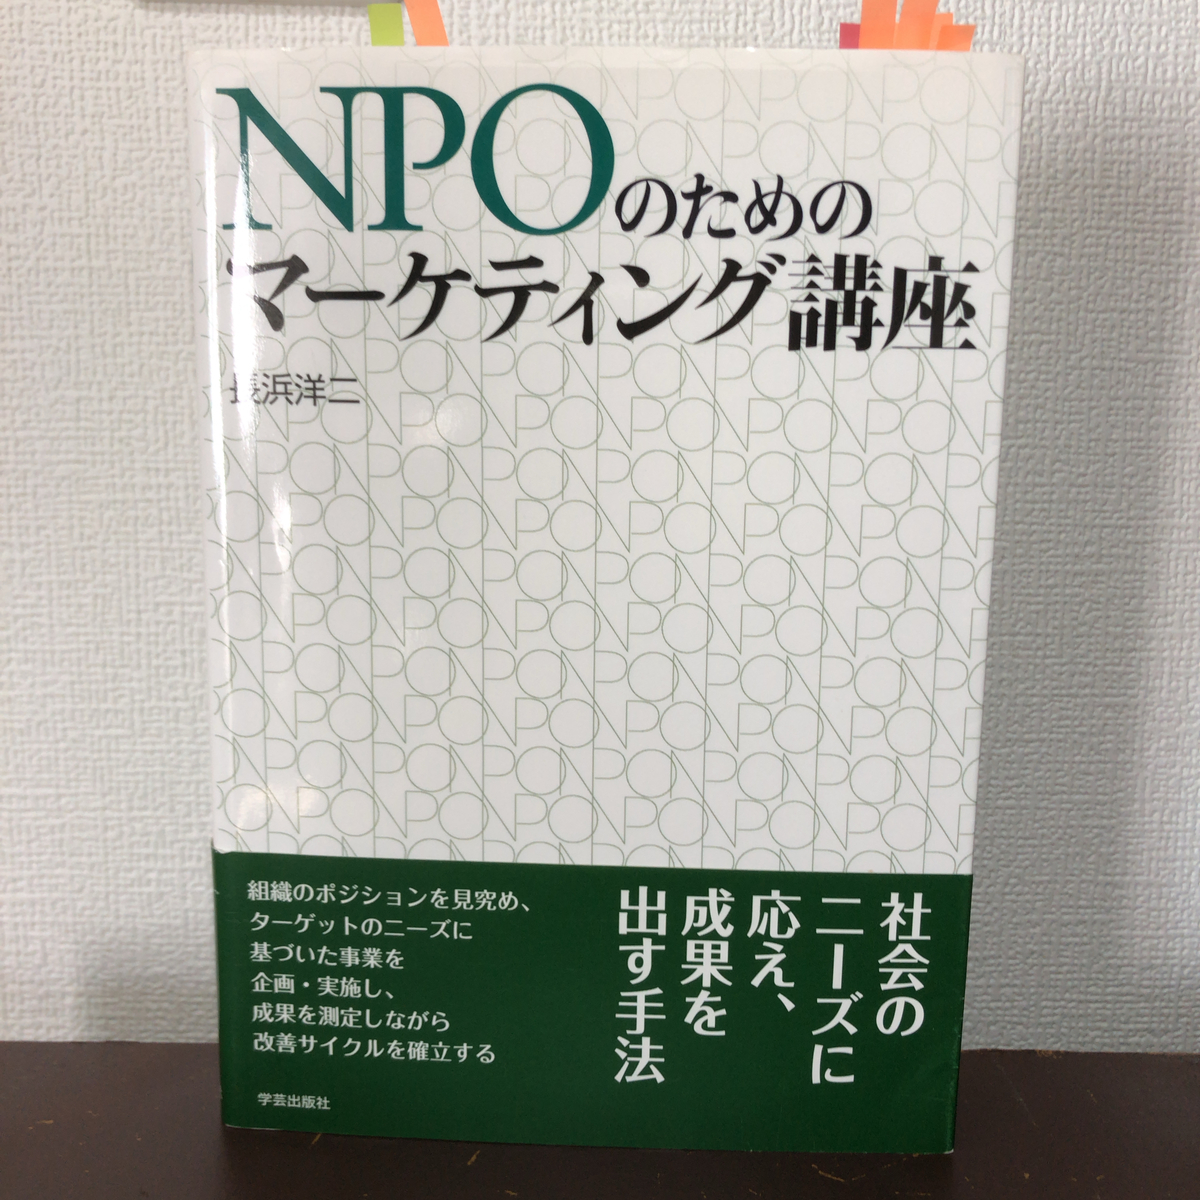 NPOのための
マーケティング講座
長浜洋二
社会の
ニーズに
応え、
成果を
出す手法
組織のポジションを見究め、
ターゲットのニーズに
基づいた事業を
企画・実施し、
成果を測定しながら
改善サイクルを確立する
学芸出版社